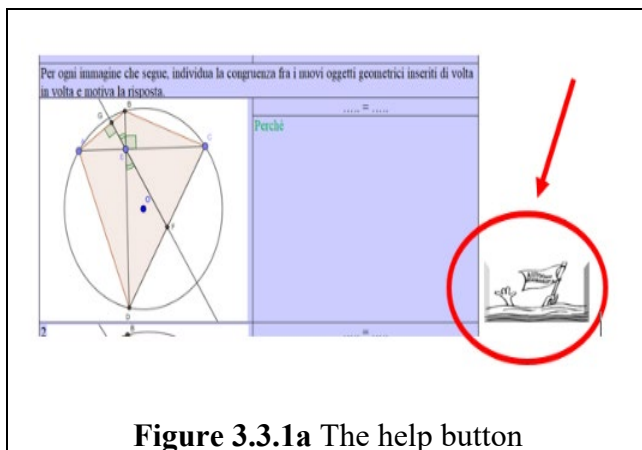 Per ogni immagine che segue, individua la congruenza fra i nuovi oggetti geometrici inseriti di volta
in volta e motiva la risposta.
..... = .....
Perché
G
B
C
E
O
F
D
2
..... = .....
B
Figure 3.3.1a The help button